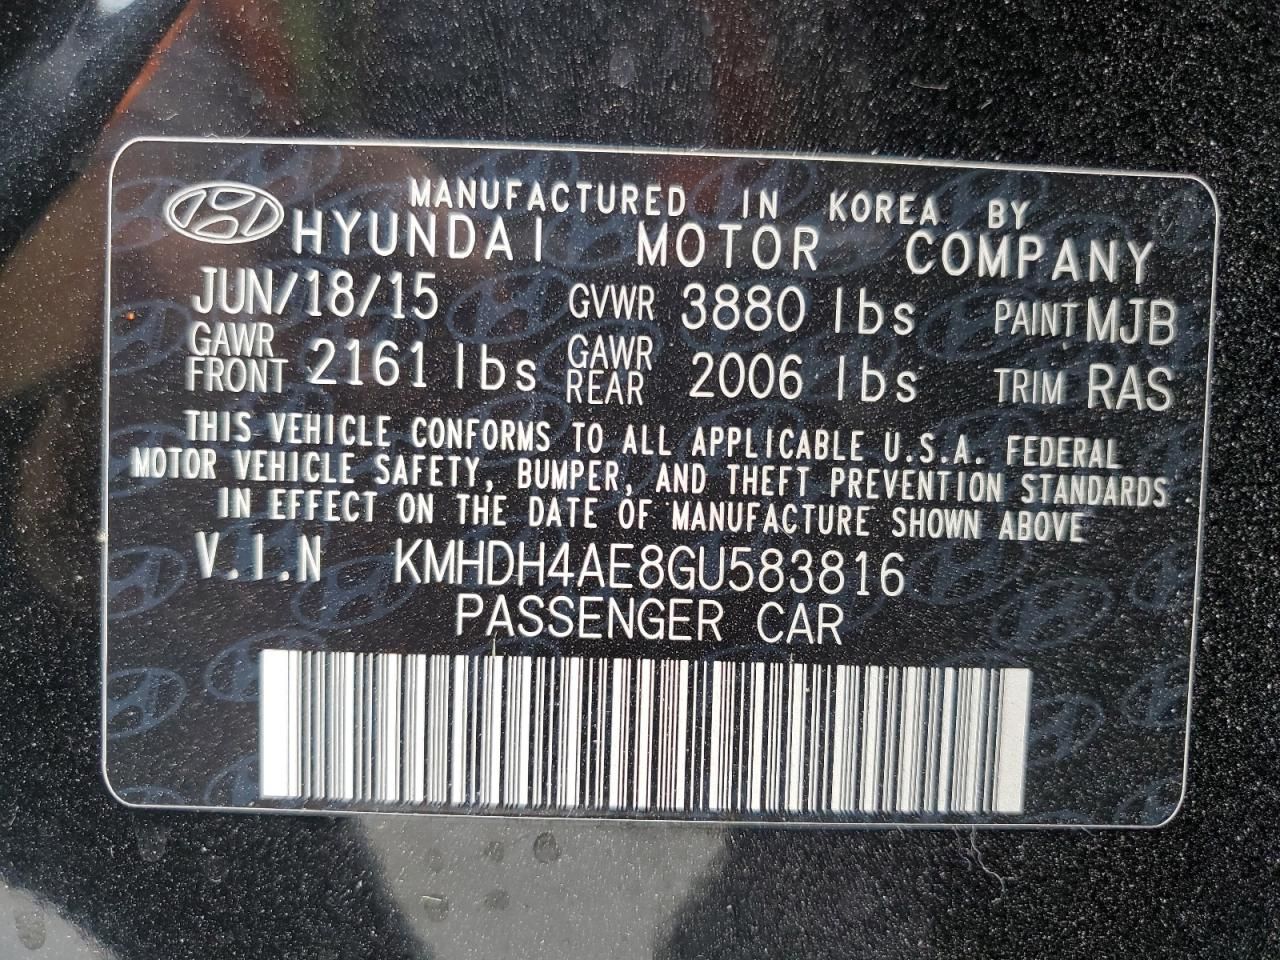 MANUFACTURED IN KOREA BY
HYUNDAI MOTOR COMPANY
JUN/18/15 GVWR 3880 lbs PAINT MJB
GAWR FRONT 2161 lbs GAWR REAR 2006 lbs TRIM RAS
THIS VEHICLE CONFORMS TO ALL APPLICABLE U.S.A. FEDERAL
MOTOR VEHICLE SAFETY, BUMPER, AND THEFT PREVENTION STANDARDS
IN EFFECT ON THE DATE OF MANUFACTURE SHOWN ABOVE
V.I.N KMHDH4AE8GU583816
PASSENGER CAR